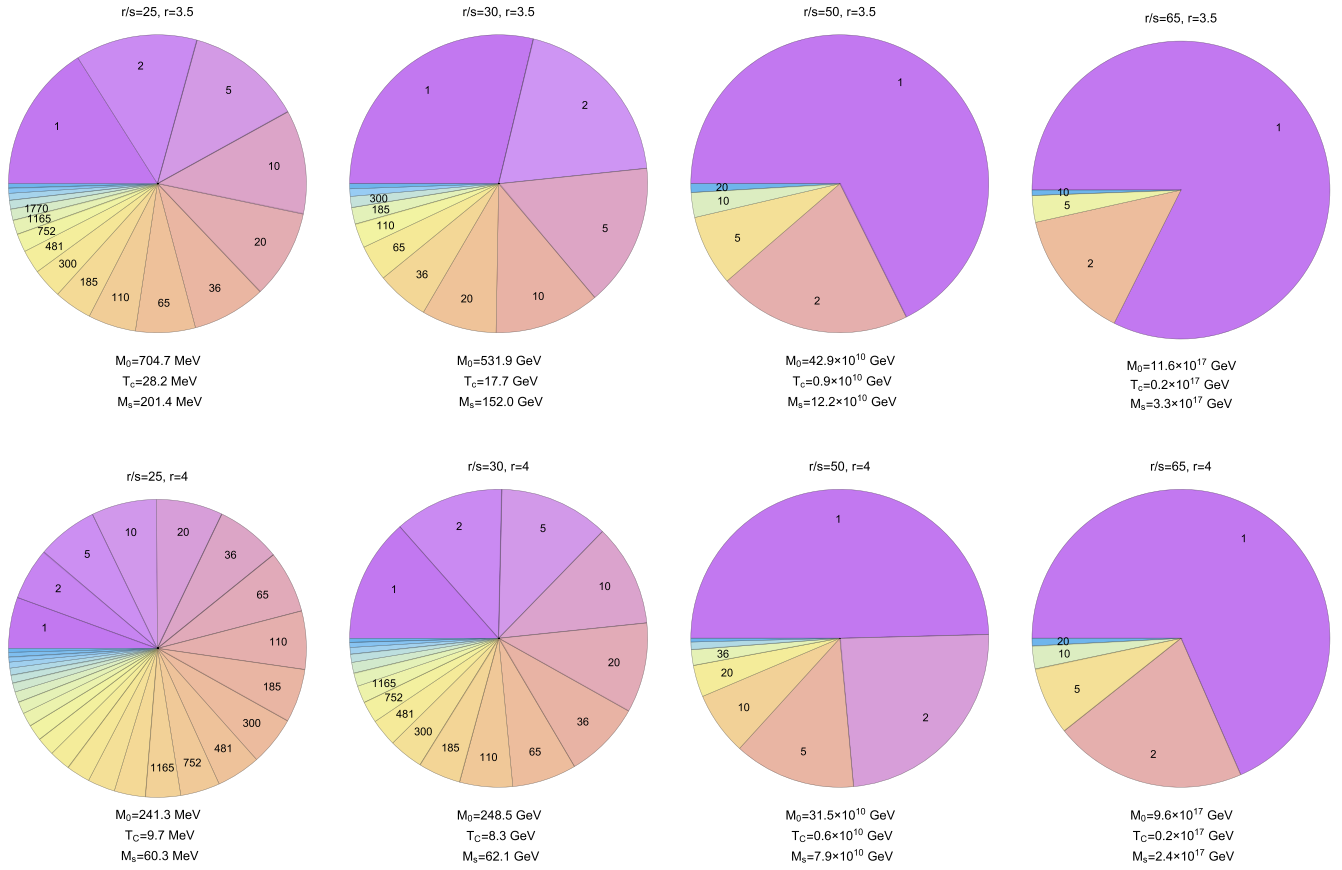 r/s=25, r=3.5
r/s=30, r=3.5
r/s=50, r=3.5
r/s=65, r=3.5
1
2
5
10
20
36
65
110
185
300
481
752
1165
1770
1
2
5
10
20
36
65
110
185
300
1
2
5
10
20
1
2
5
10
M₀=704.7 MeV
T꜀=28.2 MeV
Mₛ=201.4 MeV
M₀=531.9 GeV
T꜀=17.7 GeV
Mₛ=152.0 GeV
M₀=42.9×10¹⁰ GeV
T꜀=0.9×10¹⁰ GeV
Mₛ=12.2×10¹⁰ GeV
M₀=11.6×10¹⁷ GeV
T꜀=0.2×10¹⁷ GeV
Mₛ=3.3×10¹⁷ GeV
r/s=25, r=4
r/s=30, r=4
r/s=50, r=4
r/s=65, r=4
1
2
5
10
20
36
65
110
185
300
481
752
1165
1
2
5
10
20
36
65
110
185
300
481
752
1165
1
2
5
10
20
36
1
2
5
10
20
M₀=241.3 MeV
T_C=9.7 MeV
Mₛ=60.3 MeV
M₀=248.5 GeV
T_C=8.3 GeV
Mₛ=62.1 GeV
M₀=31.5×10¹⁰ GeV
T_C=0.6×10¹⁰ GeV
Mₛ=7.9×10¹⁰ GeV
M₀=9.6×10¹⁷ GeV
T_C=0.2×10¹⁷ GeV
Mₛ=2.4×10¹⁷ GeV